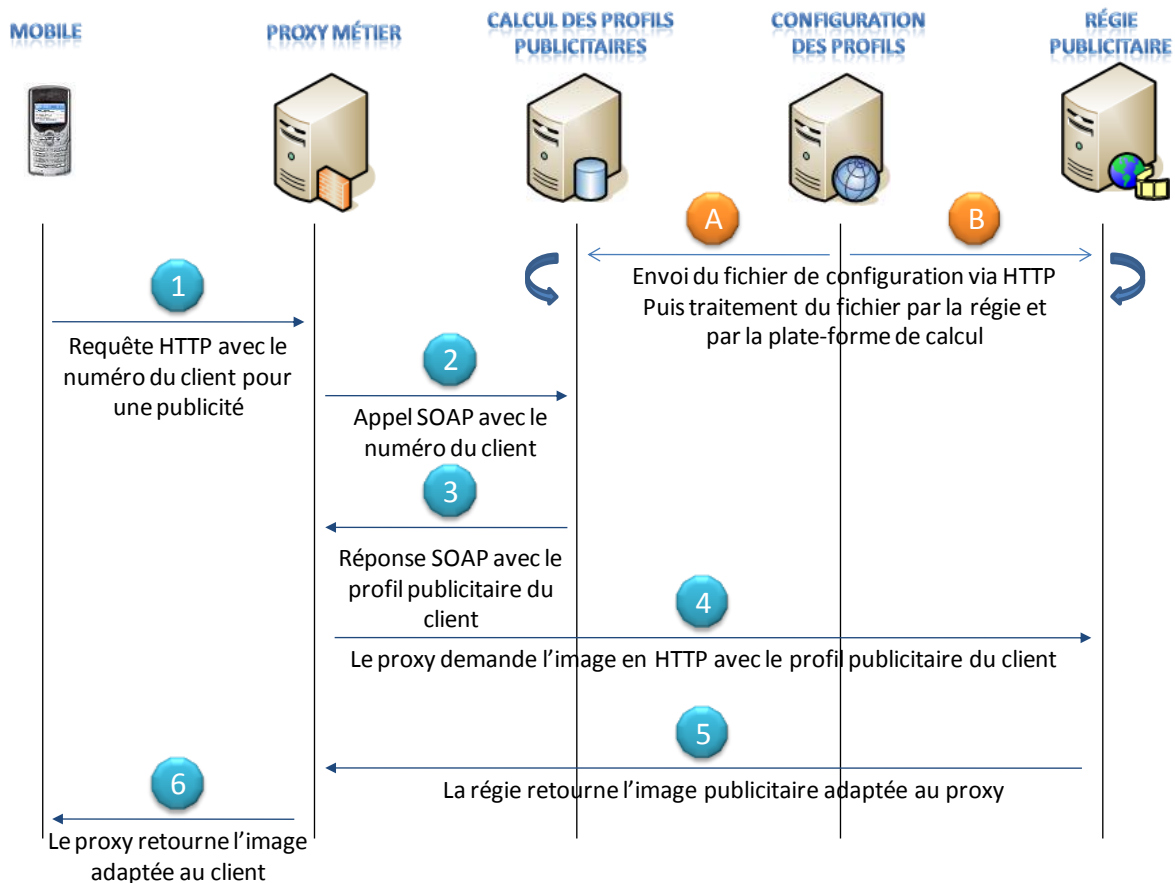 MOBILE
PROXY MÉTIER
CALCUL DES PROFILS
PUBLICITAIRES
CONFIGURATION
DES PROFILS
RÉGIE
PUBLICITAIRE
A
B
Envoi du fichier de configuration via HTTP
Puis traitement du fichier par la régie et
par la plate-forme de calcul
1
Requête HTTP avec le
numéro du client pour
une publicité
2
Appel SOAP avec le
numéro du client
3
Réponse SOAP avec le
profil publicitaire du
client
4
Le proxy demande l’image en HTTP avec le profil publicitaire du client
5
La régie retourne l’image publicitaire adaptée au proxy
6
Le proxy retourne l’image
adaptée au client